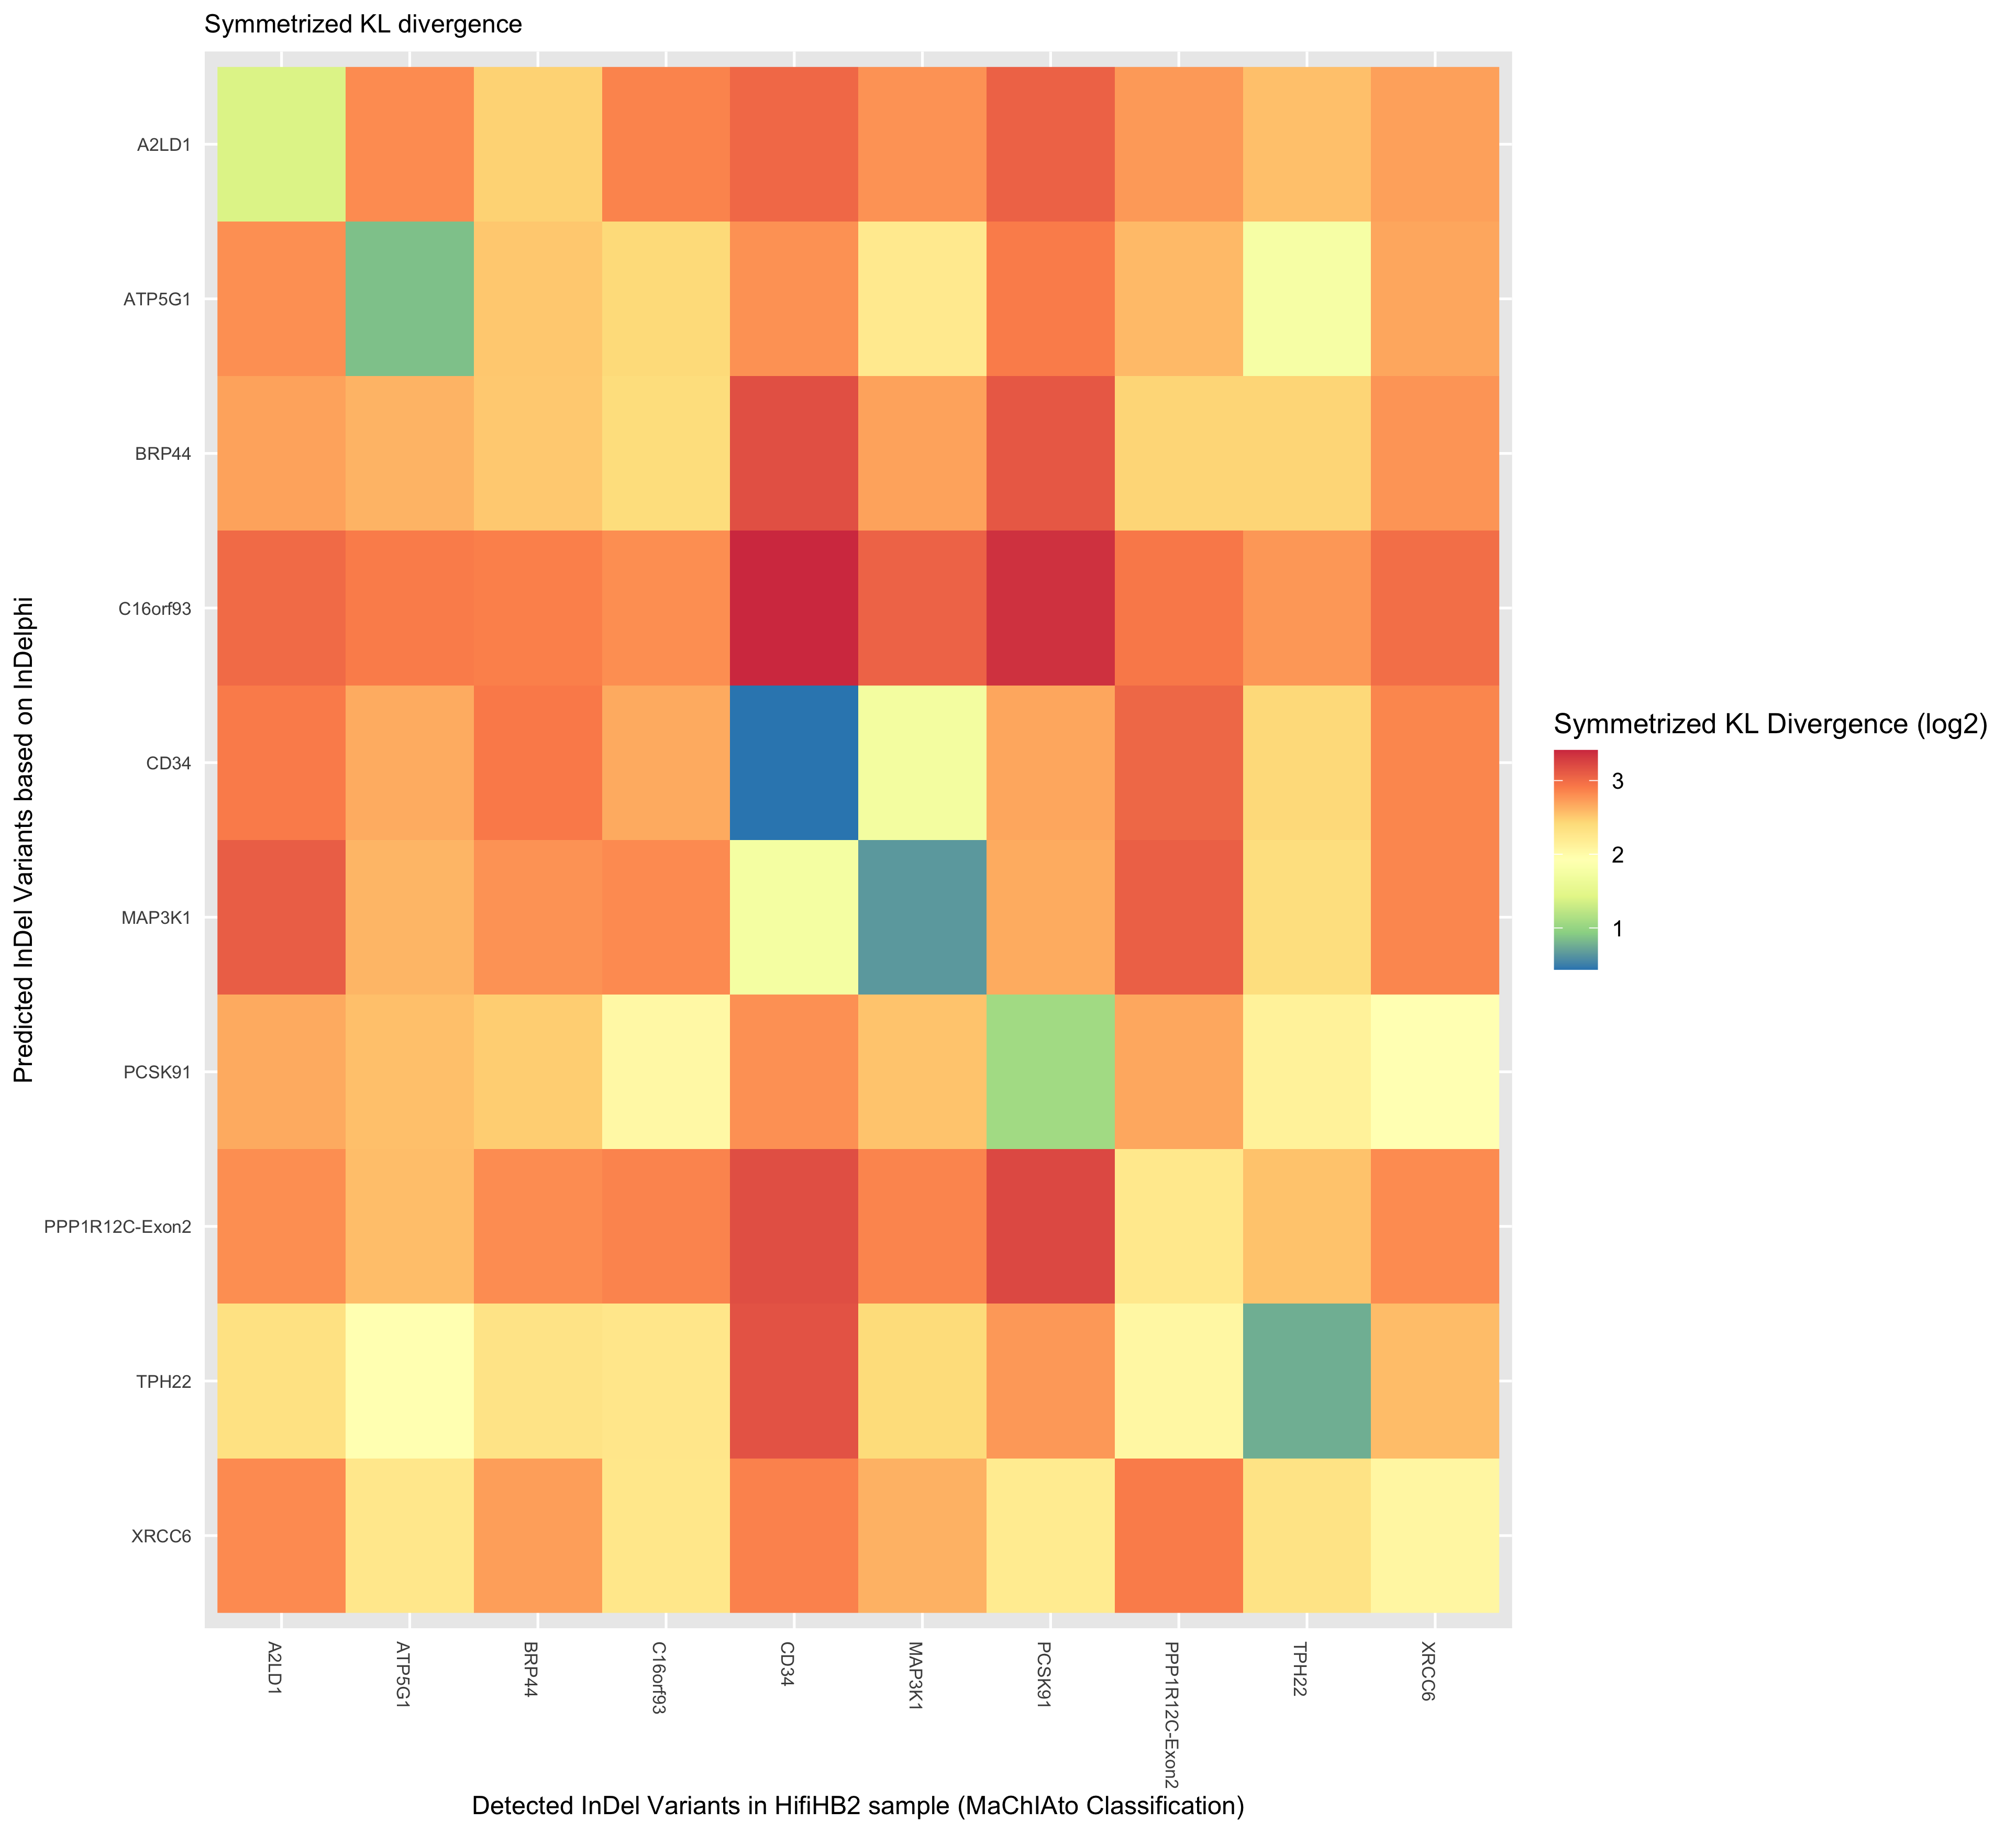 Symmetrized KL divergence
Predicted InDel Variants based on InDelphi
A2LD1
ATP5G1
BRP44
C16orf93
CD34
MAP3K1
PCSK91
PPP1R12C-Exon2
TPH22
XRCC6
A2LD1
ATP5G1
BRP44
C16orf93
CD34
MAP3K1
PCSK91
PPP1R12C-Exon2
TPH22
XRCC6
Detected InDel Variants in HifiHB2 sample (MaChIAto Classification)
Symmetrized KL Divergence (log2)
3
2
1